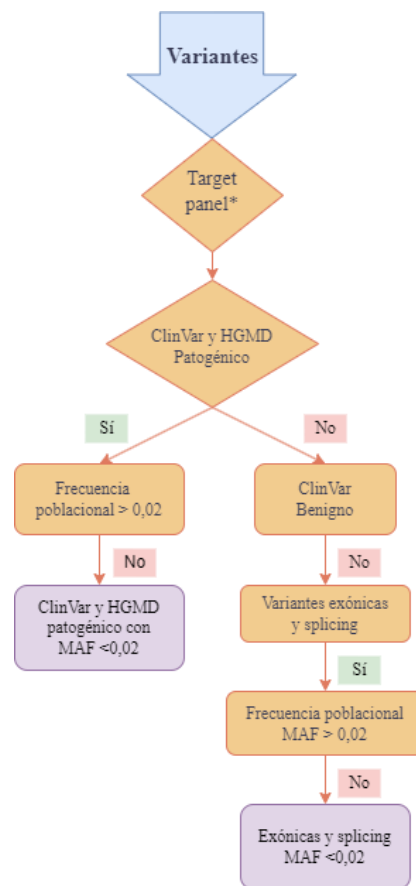 Variantes
Target
panel*
ClinVar y HGMD
Patogénico
Sí
No
Frecuencia
poblacional > 0,02
ClinVar
Benigno
No
No
ClinVar y HGMD
patogénico con
MAF <0,02
Variantes exónicas
y splicing
Sí
Frecuencia poblacional
MAF > 0,02
No
Exónicas y splicing
MAF <0,02